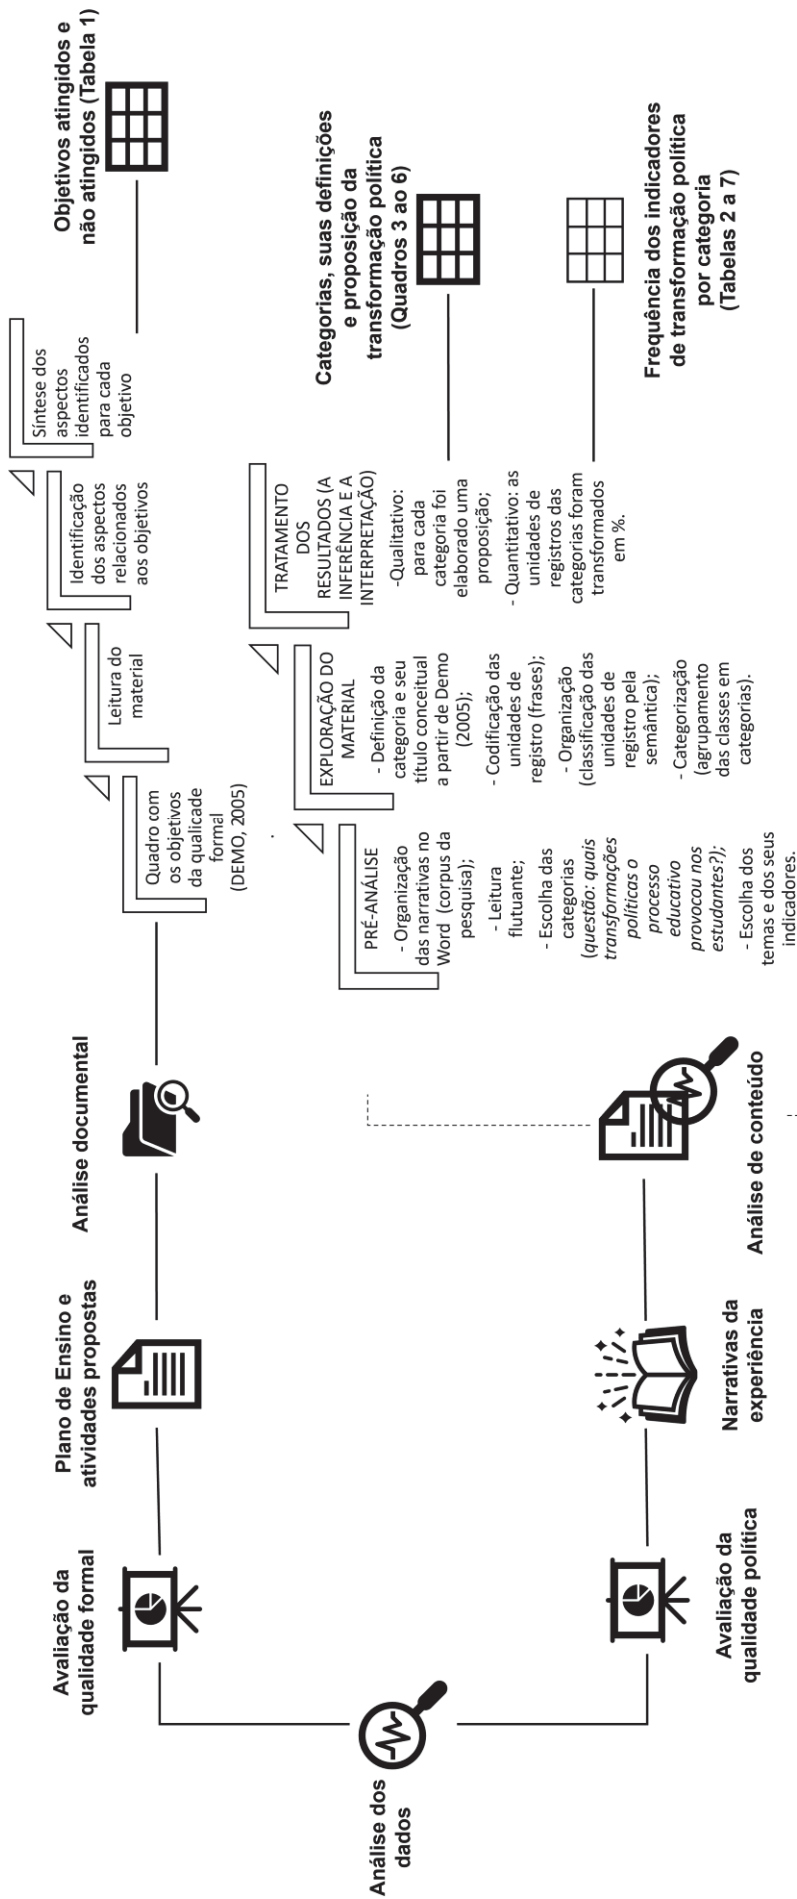 Análise dos
dados
Avaliação da
qualidade formal
Plano de Ensino e
atividades propostas
Análise documental
Quadro com
os objetivos
da qualicade
formal
(DEMO, 2005)
Leitura do
material
Identificação
dos aspectos
relacionados
aos objetivos
Síntese dos
aspectos
identificados
para cada
objetivo
Objetivos atingidos e
não atingidos (Tabela 1)
Avaliação da
qualidade política
Narrativas da
experiência
Análise de conteúdo
PRÉ-ANÁLISE
- Organização
das narrativas no
Word (corpus da
pesquisa);
- Leitura
flutuante;
- Escolha das
categorias
(questão: quais
transformações
políticas o
processo
educativo
provocou nos
estudantes?);
- Escolha dos
temas e dos seus
indicadores.
EXPLORAÇÃO DO
MATERIAL
- Definição da
categoria e seu
título conceitual
a partir de Demo
(2005);
- Codificação das
unidades de
registro (frases);
- Organização
(classificação das
unidades de
registro pela
semântica);
- Categorização
(agrupamento
das classes em
categorias).
TRATAMENTO
DOS
RESULTADOS (A
INFERÊNCIA E A
INTERPRETAÇÃO)
-Qualitativo:
para cada
categoria foi
elaborado uma
proposição;
- Quantitativo: as
unidades de
registros das
categorias foram
transformados
em %.
Categorias, suas definições
e proposição da
transformação política
(Quadros 3 ao 6)
Frequência dos indicadores
de transformação política
por categoria
(Tabelas 2 a 7)